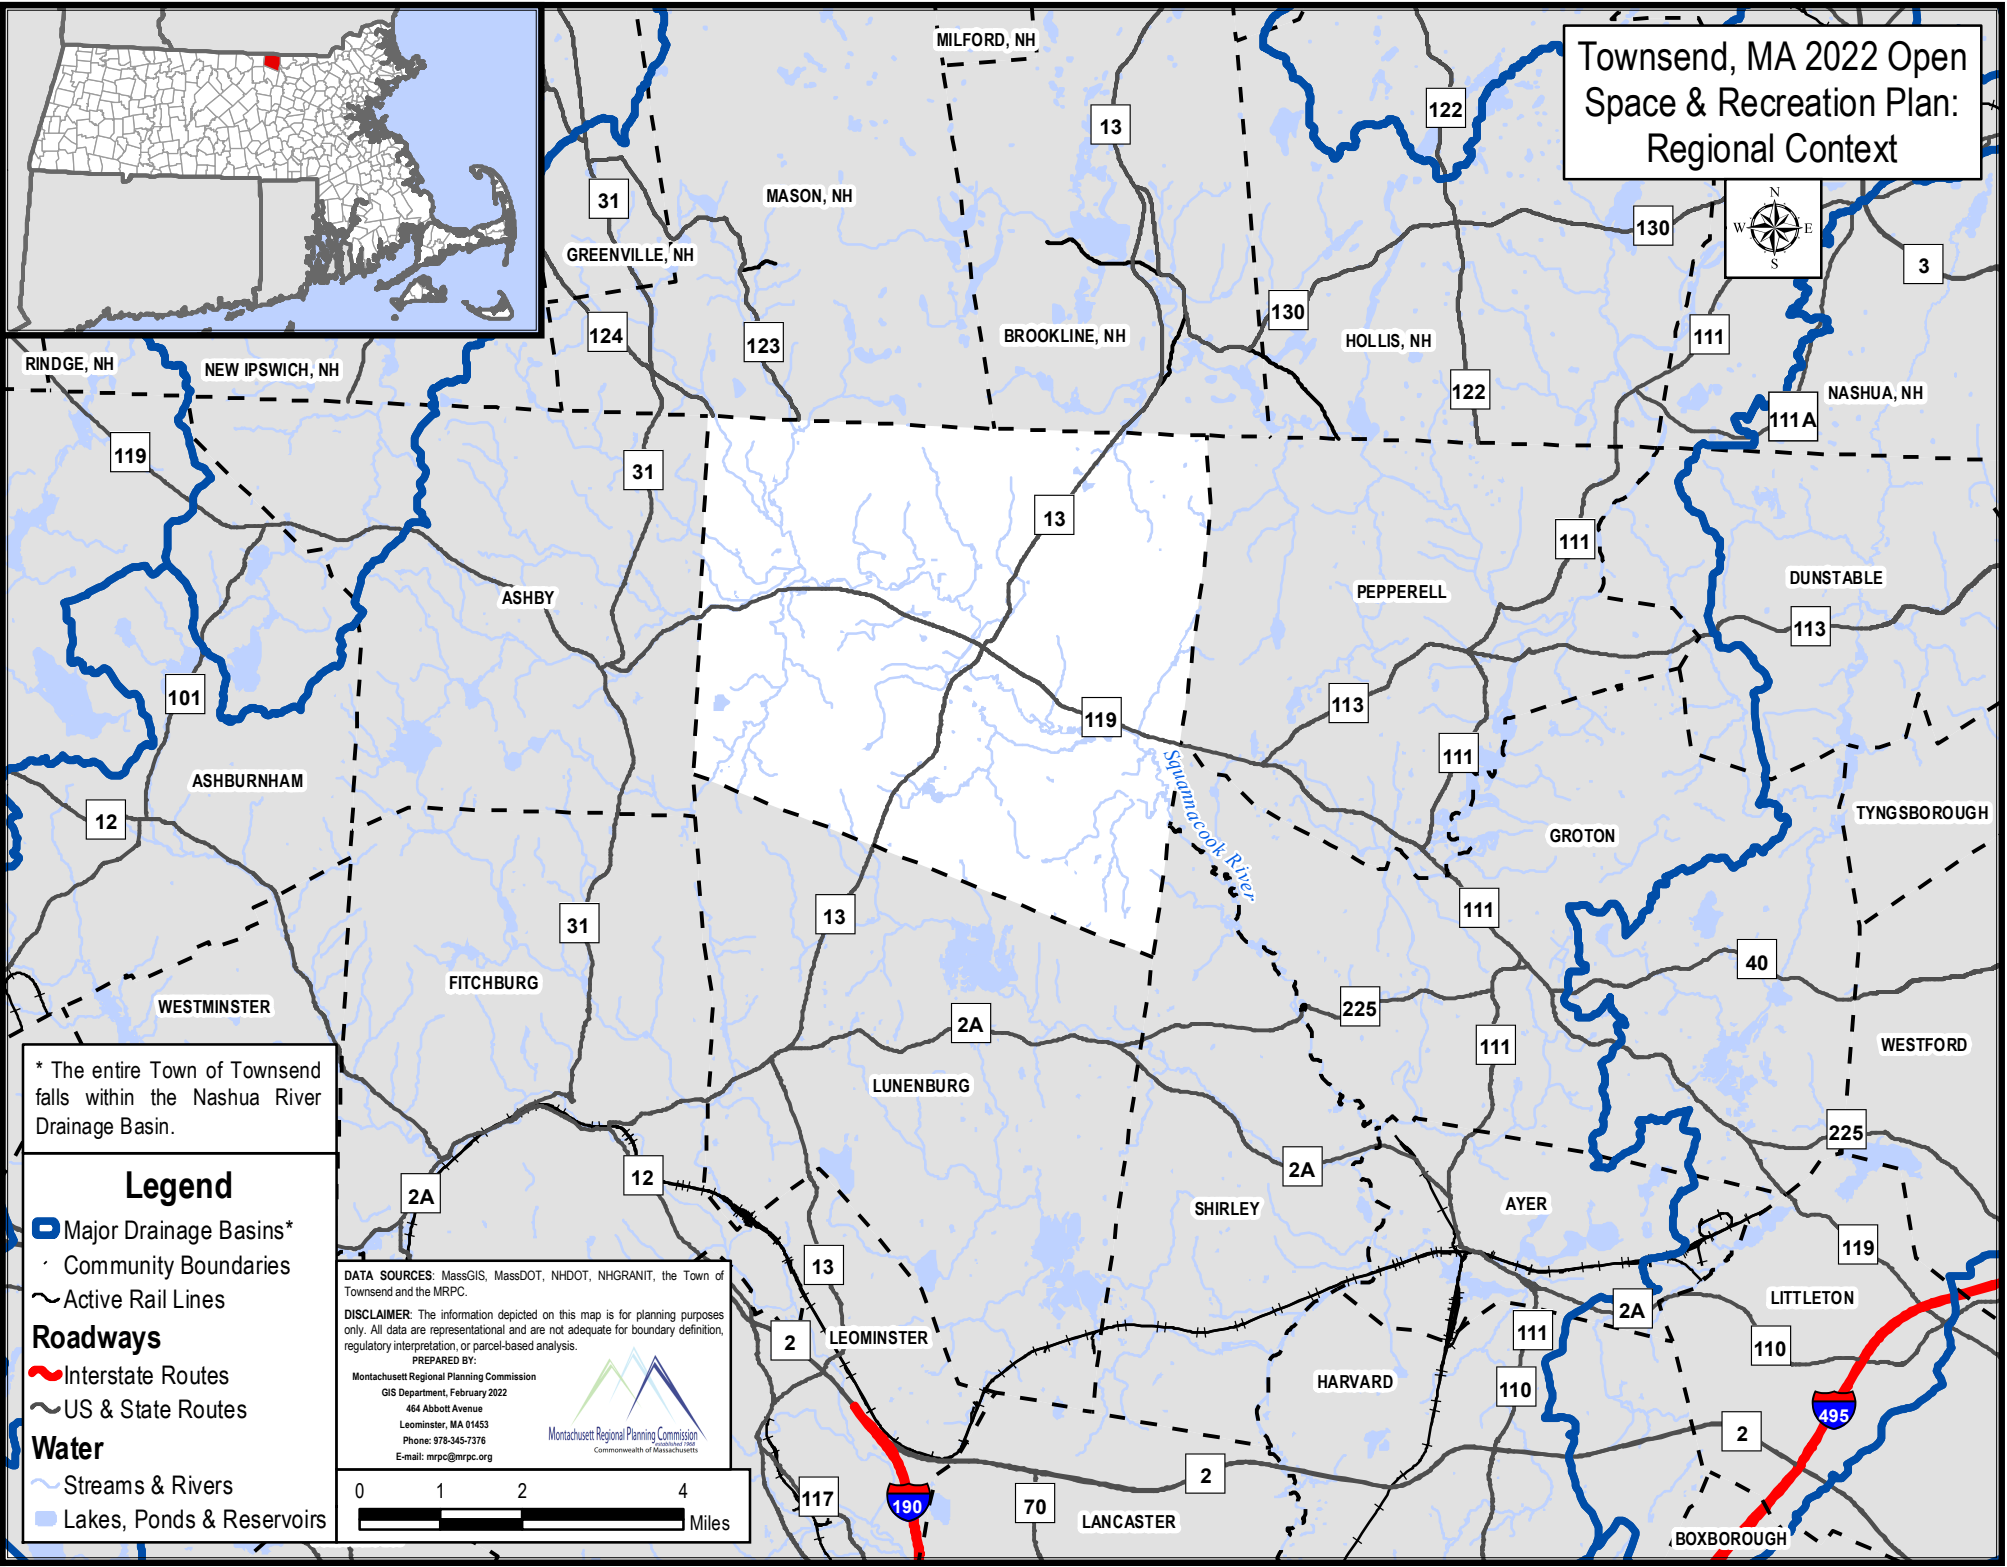 Townsend, MA 2022 Open
Space & Recreation Plan:
Regional Context
N
W E
S
MILFORD, NH
13
122
31
MASON, NH
130
GREENVILLE, NH
3
130
124
123
BROOKLINE, NH
HOLLIS, NH
111
RINDGE, NH
NEW IPSWICH, NH
122
NASHUA, NH
111A
119
31
13
111
ASHBY
PEPPERELL
DUNSTABLE
113
101
113
119
111
Squannacook River
ASHBURNHAM
12
TYNGSBOROUGH
GROTON
31
13
111
40
FITCHBURG
WESTMINSTER
225
2A
111
WESTFORD
LUNENBURG
225
2A
12
2A
SHIRLEY
AYER
119
13
LITTLETON
2A
111
2
LEOMINSTER
110
HARVARD
110
495
2
2
117
190
70
LANCASTER
BOXBOROUGH
* The entire Town of Townsend
falls within the Nashua River
Drainage Basin.
Legend
Major Drainage Basins*
Community Boundaries
Active Rail Lines
Roadways
Interstate Routes
US & State Routes
Water
Streams & Rivers
Lakes, Ponds & Reservoirs
DATA SOURCES: MassGIS, MassDOT, NHDOT, NHGRANIT, the Town of
Townsend and the MRPC.
DISCLAIMER: The information depicted on this map is for planning purposes
only. All data are representational and are not adequate for boundary definition,
regulatory interpretation, or parcel-based analysis.
PREPARED BY:
Montachusett Regional Planning Commission
GIS Department, February 2022
464 Abbott Avenue
Leominster, MA 01453
Phone: 978-345-7376
E-mail: mrpc@mrpc.org
Montachusett Regional Planning Commission
established 1968
Commonwealth of Massachusetts
0 1 2 4
Miles